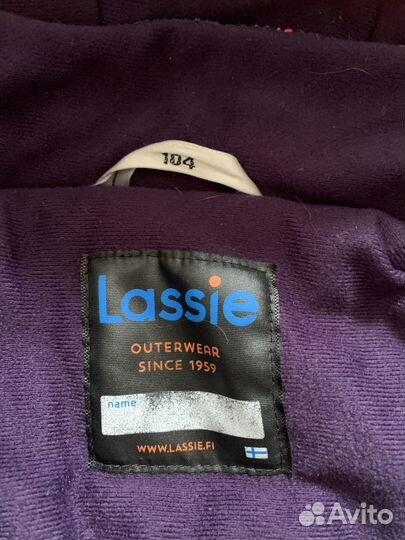 104
Lassie
OUTERWEAR
SINCE 1959
name
WWW.LASSIE.FI
Avito